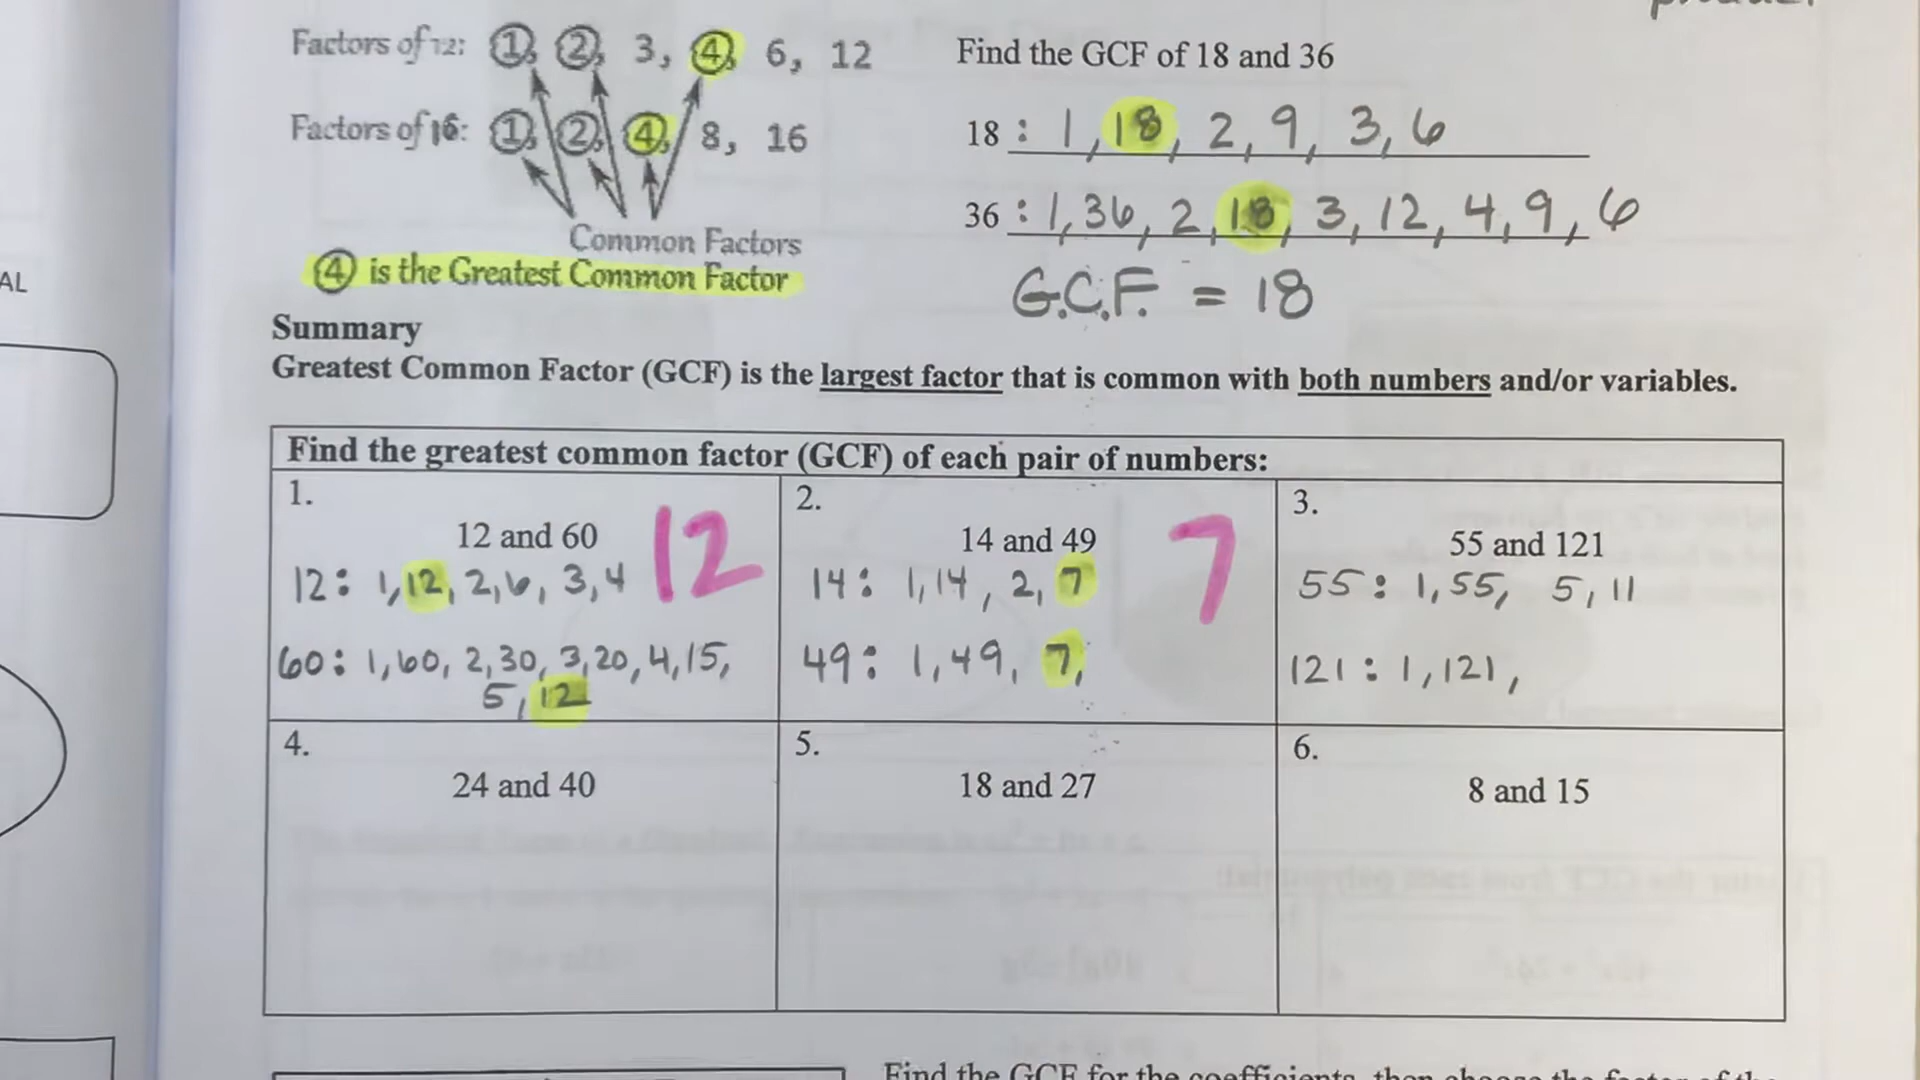 Factors of 12: 1, 2, 3, 4, 6, 12
Factors of 16: 1, 2, 4, 8, 16
Common Factors
4 is the Greatest Common Factor
Find the GCF of 18 and 36
18 : 1, 18, 2, 9, 3, 6
36 : 1, 36, 2, 18, 3, 12, 4, 9, 6
G.C.F. = 18
AL
Summary
Greatest Common Factor (GCF) is the largest factor that is common with both numbers and/or variables.
Find the greatest common factor (GCF) of each pair of numbers:
1.
12 and 60
12
12: 1, 12, 2, 6, 3, 4
60: 1, 60, 2, 30, 3, 20, 4, 15,
5, 12
2.
14 and 49
7
14: 1, 14, 2, 7
49: 1, 49, 7,
3.
55 and 121
55: 1, 55, 5, 11
121: 1, 121,
4.
24 and 40
5.
18 and 27
6.
8 and 15
Find the GCF for the coefficients, then choose the factor of the